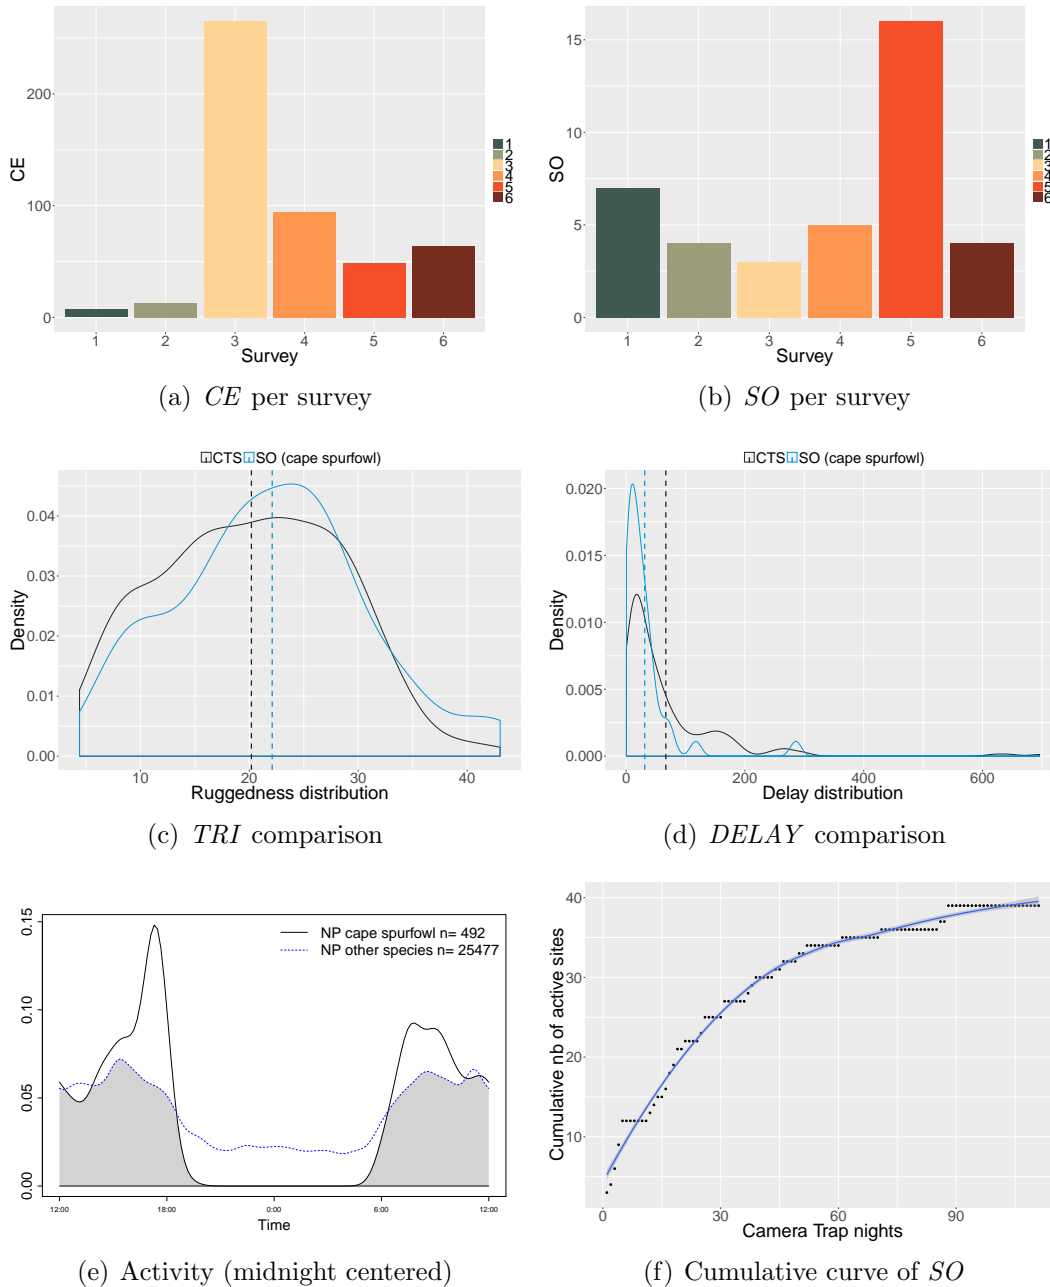 CE
200
100
0
1 2 3 4 5 6
Survey
1
2
3
4
5
6
(a) CE per survey
SO
15
10
5
0
1 2 3 4 5 6
Survey
1
2
3
4
5
6
(b) SO per survey
CTS SO (cape spurfowl)
Density
0.04
0.03
0.02
0.01
0.00
10 20 30 40
Ruggedness distribution
(c) TRI comparison
CTS SO (cape spurfowl)
Density
0.020
0.015
0.010
0.005
0.000
0 200 400 600
Delay distribution
(d) DELAY comparison
0.15
0.10
0.05
0.00
NP cape spurfowl n= 492
NP other species n= 25477
12:00 18:00 0:00 6:00 12:00
Time
(e) Activity (midnight centered)
Cumulative nb of active sites
40
30
20
10
0 30 60 90
Camera Trap nights
(f) Cumulative curve of SO